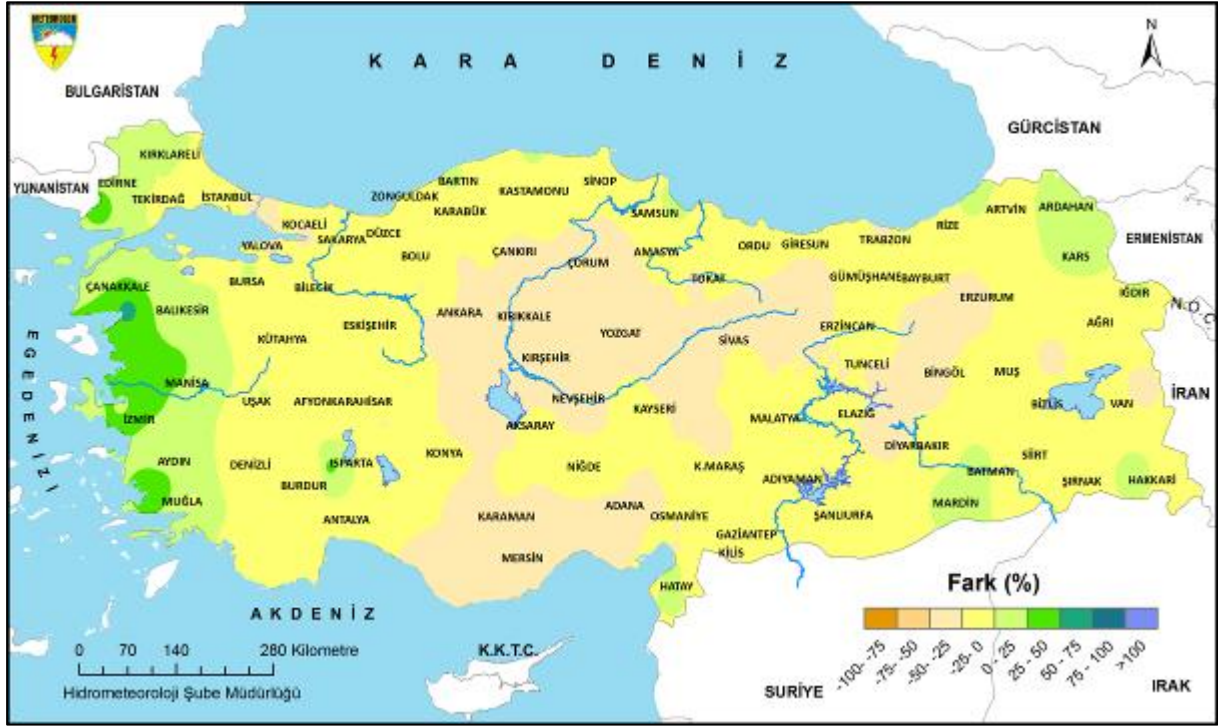 METEOROLOJİ
KARA DENİZ
N
BULGARİSTAN
GÜRCİSTAN
KIRKLARELİ
YUNANİSTAN
EDİRNE
TEKİRDAĞ
İSTANBUL
KOCAELİ
YALOVA
SAKARYA
DÜZCE
ZONGULDAK
BARTIN
KARABÜK
KASTAMONU
SİNOP
SAMSUN
BOLU
ÇANKIRI
ÇORUM
AMASYA
TOKAT
ORDU
GİRESUN
TRABZON
RİZE
ARTVİN
ARDAHAN
KARS
ERMENİSTAN
GÜMÜŞHANE
BAYBURT
ERZURUM
IĞDIR
N.O.C
AĞRI
ÇANAKKALE
BALIKESİR
BURSA
BİLECİK
ESKİŞEHİR
KÜTAHYA
ANKARA
KIRIKKALE
YOZGAT
KIRŞEHİR
SİVAS
ERZİNCAN
TUNCELİ
BİNGÖL
MUŞ
BİTLİS
VAN
İRAN
EGE DENİZİ
MANİSA
İZMİR
UŞAK
AFYONKARAHİSAR
NEVŞEHİR
AKSARAY
KAYSERİ
MALATYA
ELAZIĞ
DİYARBAKIR
SİİRT
BATMAN
ŞIRNAK
HAKKARİ
AYDIN
DENİZLİ
ISPARTA
BURDUR
MUĞLA
ANTALYA
KONYA
NİĞDE
K.MARAŞ
ADIYAMAN
MARDİN
KARAMAN
ADANA
OSMANİYE
MERSİN
GAZİANTEP
KİLİS
ŞANLIURFA
HATAY
AKDENİZ
K.K.T.C.
SURİYE
IRAK
Fark (%)
-100--75
-75--50
-50--25
-25- 0
0- 25
25 - 50
50 - 75
75 - 100
>100
0 70 140 280 Kilometre
Hidrometeoroloji Şube Müdürlüğü